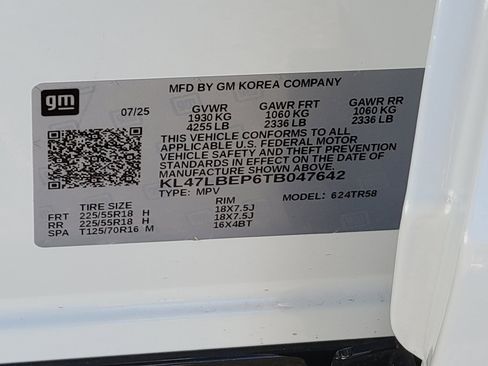 gm
MFD BY GM KOREA COMPANY
07/25 GVWR GAWR FRT GAWR RR
1930 KG 1060 KG 1060 KG
4255 LB 2336 LB 2336 LB
THIS VEHICLE CONFORMS TO ALL
APPLICABLE U.S. FEDERAL MOTOR
VEHICLE SAFETY, BUMPER, AND THEFT
PREVENTION STANDARDS IN EFFECT ON THE DATE OF
MANUFACTURE SHOWN ABOVE.
KL47LBEP6TB047642
TYPE: MPV MODEL: 624TR58
TIRE SIZE RIM
FRT 225/55R18 H 18X7.5J
RR 225/55R18 H 18X7.5J
SPA T125/70R16 M 16X4BT